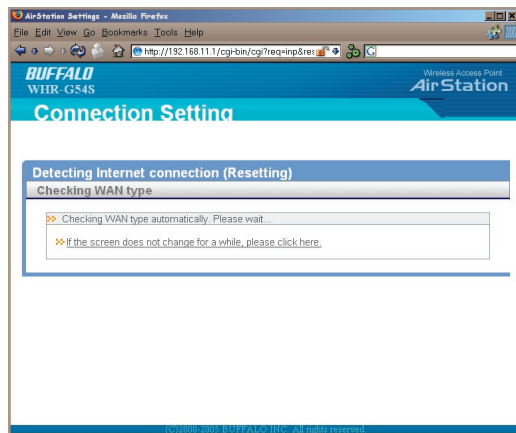 AirStation Settings - Mozilla Firefox
File Edit View Go Bookmarks Tools Help
http://192.168.11.1/cgi-bin/cgi?req=inp&res
G
BUFFALO
WHR-G54S
Wireless Access Point
AirStation
Connection Setting
Detecting Internet connection (Resetting)
Checking WAN type
Checking WAN type automatically. Please wait...
If the screen does not change for a while, please click here.
(C)2000-2005 BUFFALO INC. All rights reserved